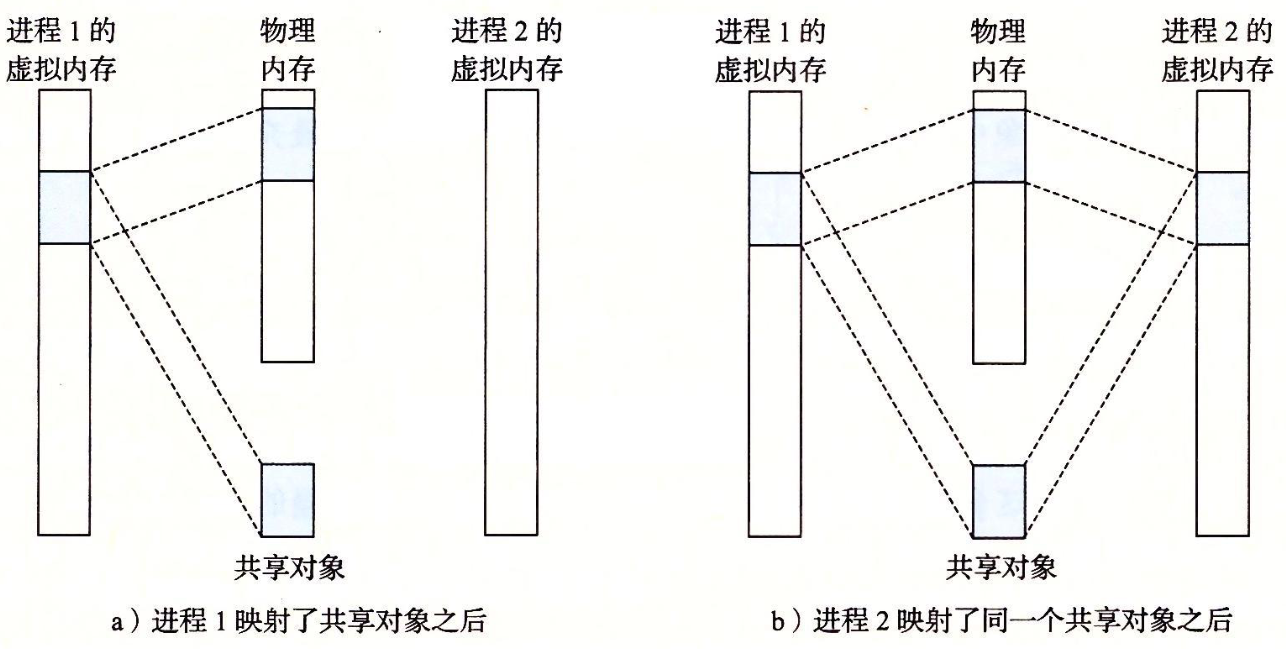 进程 1 的
虚拟内存
物理
内存
进程 2 的
虚拟内存
共享对象
a）进程 1 映射了共享对象之后
进程 1 的
虚拟内存
物理
内存
进程 2 的
虚拟内存
共享对象
b）进程 2 映射了同一个共享对象之后